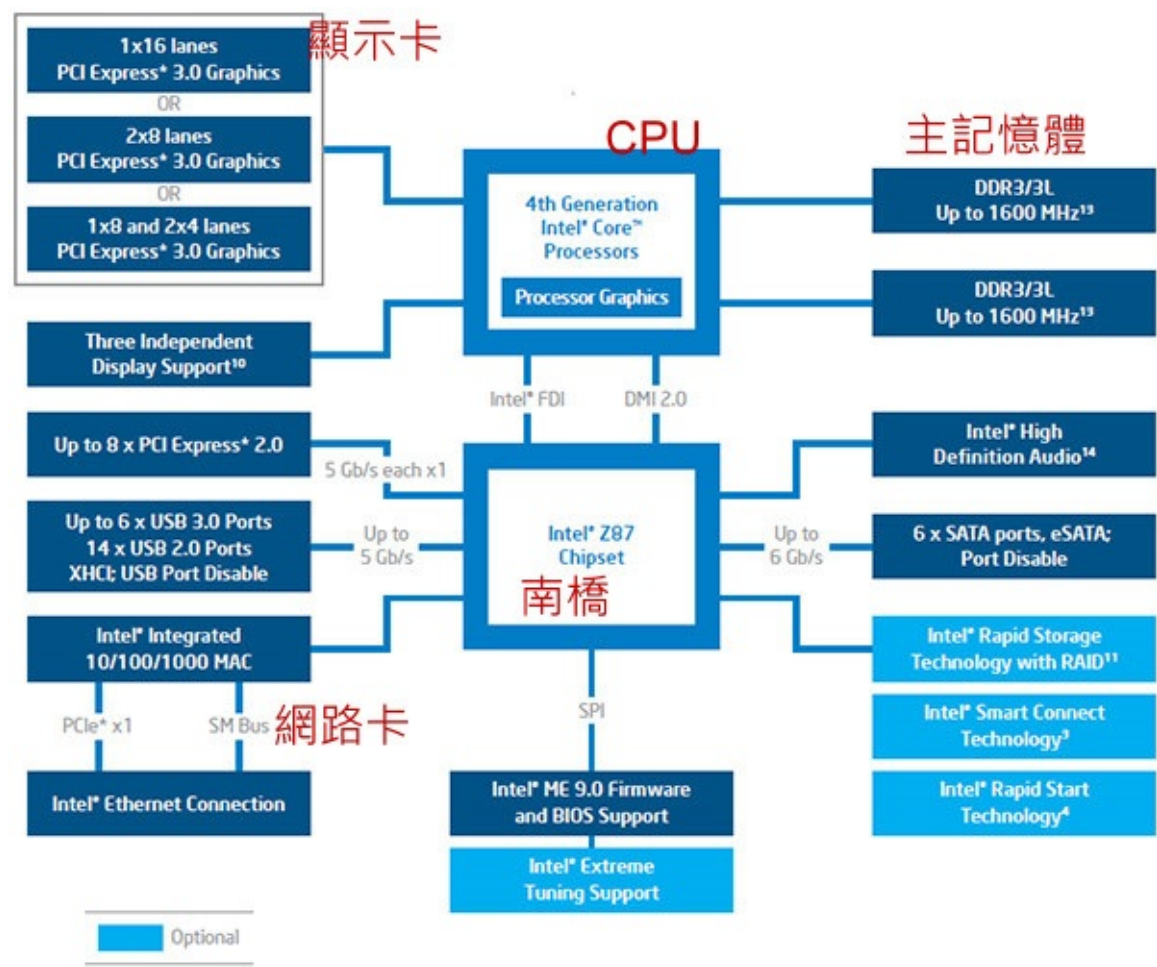 1x16 lanes
PCI Express* 3.0 Graphics
OR
2x8 lanes
PCI Express* 3.0 Graphics
OR
1x8 and 2x4 lanes
PCI Express* 3.0 Graphics
顯示卡
CPU
4th Generation
Intel® Core™
Processors
Processor Graphics
主記憶體
DDR3/3L
Up to 1600 MHz¹³
DDR3/3L
Up to 1600 MHz¹³
Three Independent
Display Support¹⁰
Intel® FDI
DMI 2.0
Up to 8 x PCI Express* 2.0
5 Gb/s each x1
Intel® High
Definition Audio¹⁴
Up to 6 x USB 3.0 Ports
14 x USB 2.0 Ports
XHCI; USB Port Disable
Up to
5 Gb/s
Intel® Z87
Chipset
南橋
Up to
6 Gb/s
6 x SATA ports, eSATA;
Port Disable
Intel® Integrated
10/100/1000 MAC
Intel® Rapid Storage
Technology with RAID¹¹
PCIe* x1
SM Bus
網路卡
SPI
Intel® Smart Connect
Technology³
Intel® Ethernet Connection
Intel® ME 9.0 Firmware
and BIOS Support
Intel® Rapid Start
Technology⁴
Intel® Extreme
Tuning Support
Optional